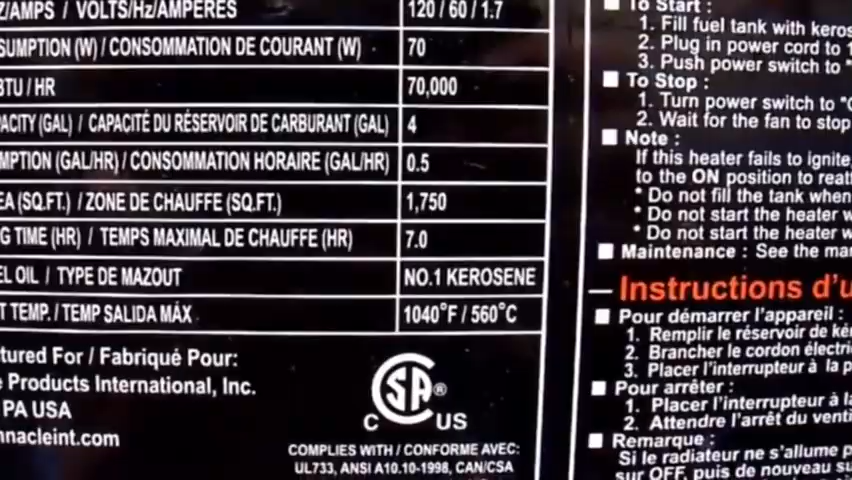 Z/AMPS / VOLTS/Hz/AMPERES 120 / 60 / 1.7
SUMPTION (W) / CONSOMMATION DE COURANT (W) 70
BTU / HR 70,000
ACITY (GAL) / CAPACITÉ DU RÉSERVOIR DE CARBURANT (GAL) 4
MPTION (GAL/HR) / CONSOMMATION HORAIRE (GAL/HR) 0.5
EA (SQ.FT.) / ZONE DE CHAUFFE (SQ.FT.) 1,750
G TIME (HR) / TEMPS MAXIMAL DE CHAUFFE (HR) 7.0
EL OIL / TYPE DE MAZOUT NO.1 KEROSENE
T TEMP. / TEMP SALIDA MÁX 1040°F / 560°C
tured For / Fabriqué Pour:
e Products International, Inc.
PA USA
nnacleint.com
CSA ®
C US
COMPLIES WITH / CONFORME AVEC:
UL733, ANSI A10.10-1998, CAN/CSA
■ To Start :
1. Fill fuel tank with keros
2. Plug in power cord to 1
3. Push power switch to "
■ To Stop :
1. Turn power switch to "O
2. Wait for the fan to stop
■ Note :
If this heater fails to ignite,
to the ON position to reatt
* Do not fill the tank when
* Do not start the heater w
* Do not start the heater w
■ Maintenance : See the man
Instructions d'u
■ Pour démarrer l'appareil :
1. Remplir le réservoir de kér
2. Brancher le cordon électri
3. Placer l'interrupteur à la p
■ Pour arrêter :
1. Placer l'interrupteur à la
2. Attendre l'arrêt du venti
■ Remarque :
Si le radiateur ne s'allume p
sur OFF, puis de nouveau su